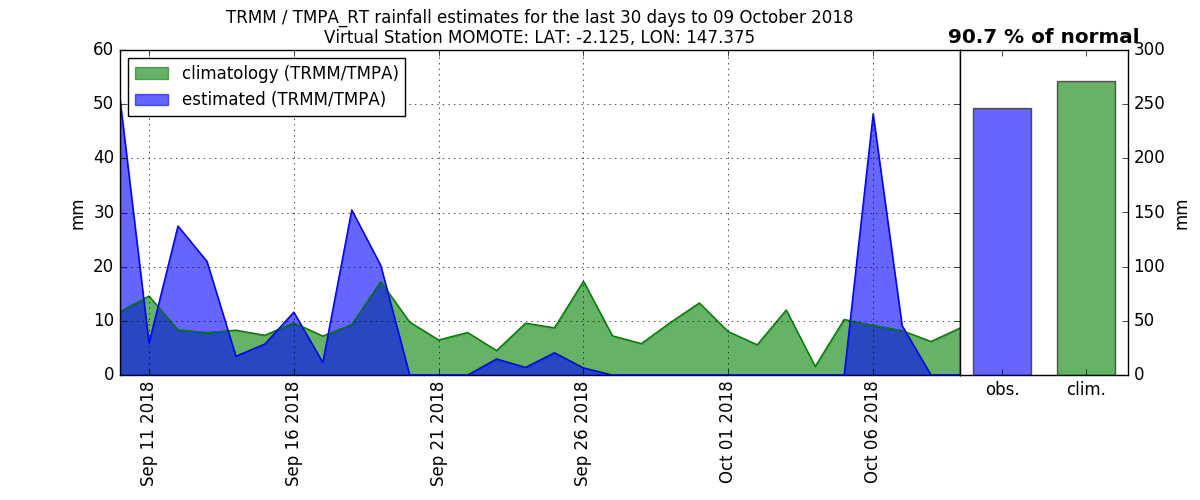 TRMM / TMPA_RT rainfall estimates for the last 30 days to 09 October 2018
Virtual Station MOMOTE: LAT: -2.125, LON: 147.375
90.7 % of normal
climatology (TRMM/TMPA)
estimated (TRMM/TMPA)
60
50
40
30
20
10
0
mm
Sep 11 2018
Sep 16 2018
Sep 21 2018
Sep 26 2018
Oct 01 2018
Oct 06 2018
obs.
clim.
300
250
200
150
100
50
0
mm